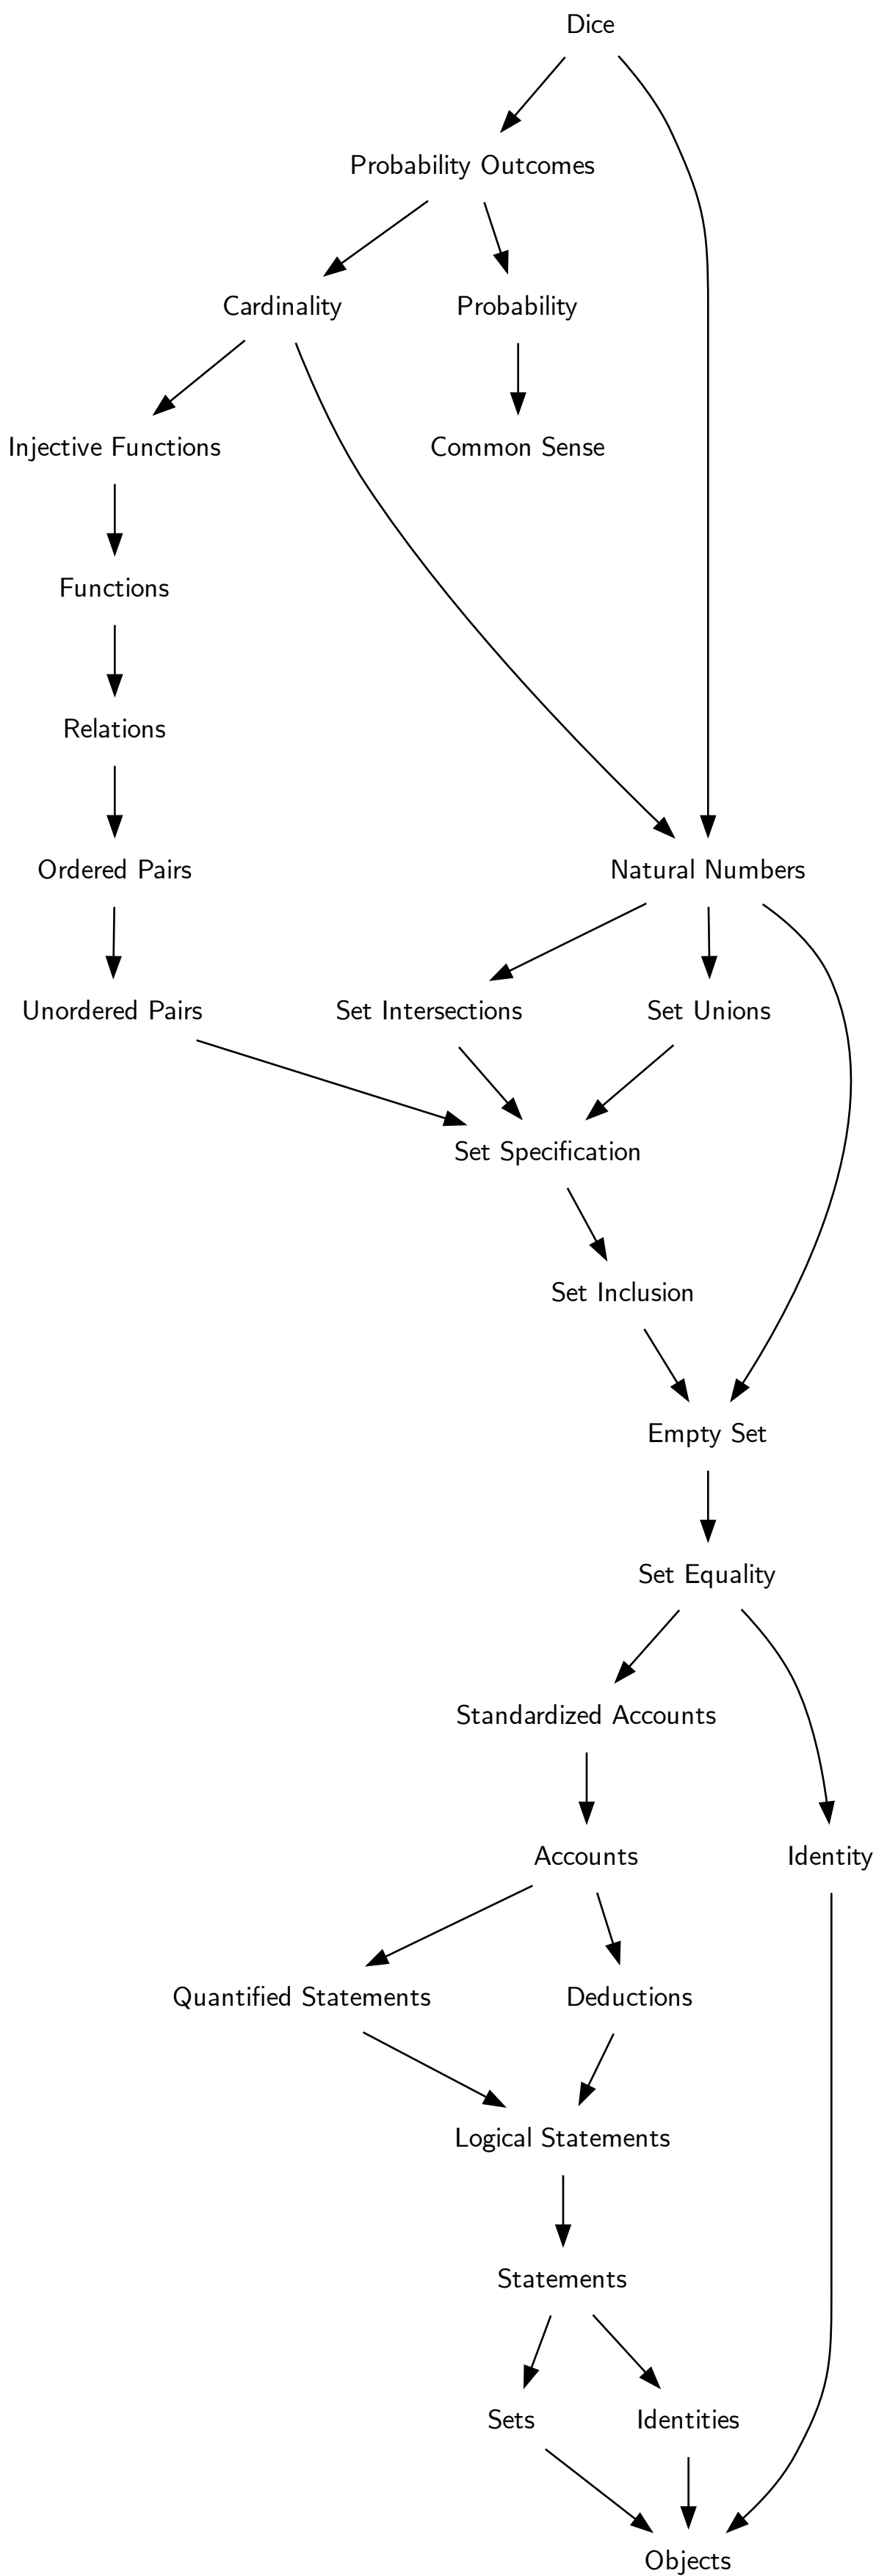 Dice
Probability Outcomes
Cardinality
Probability
Injective Functions
Common Sense
Functions
Relations
Ordered Pairs
Natural Numbers
Unordered Pairs
Set Intersections
Set Unions
Set Specification
Set Inclusion
Empty Set
Set Equality
Standardized Accounts
Accounts
Identity
Quantified Statements
Deductions
Logical Statements
Statements
Sets
Identities
Objects